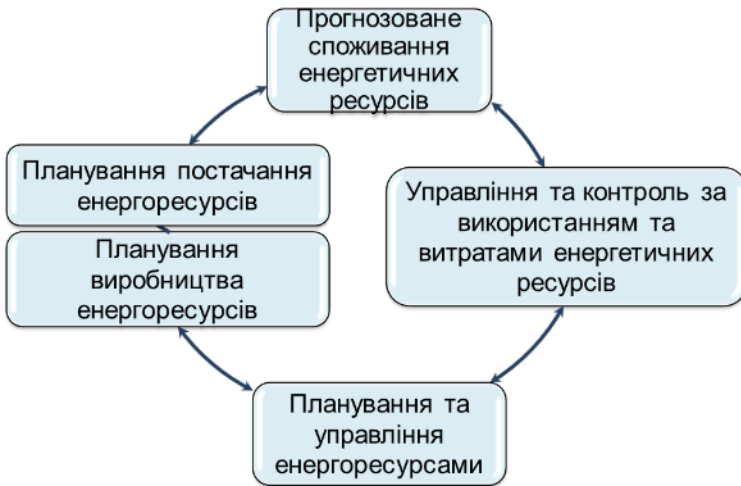 Прогнозоване
споживання
енергетичних
ресурсів
Планування постачання
енергоресурсів
Управління та контроль за
використанням та
витратами енергетичних
ресурсів
Планування
виробництва
енергоресурсів
Планування та
управління
енергоресурсами